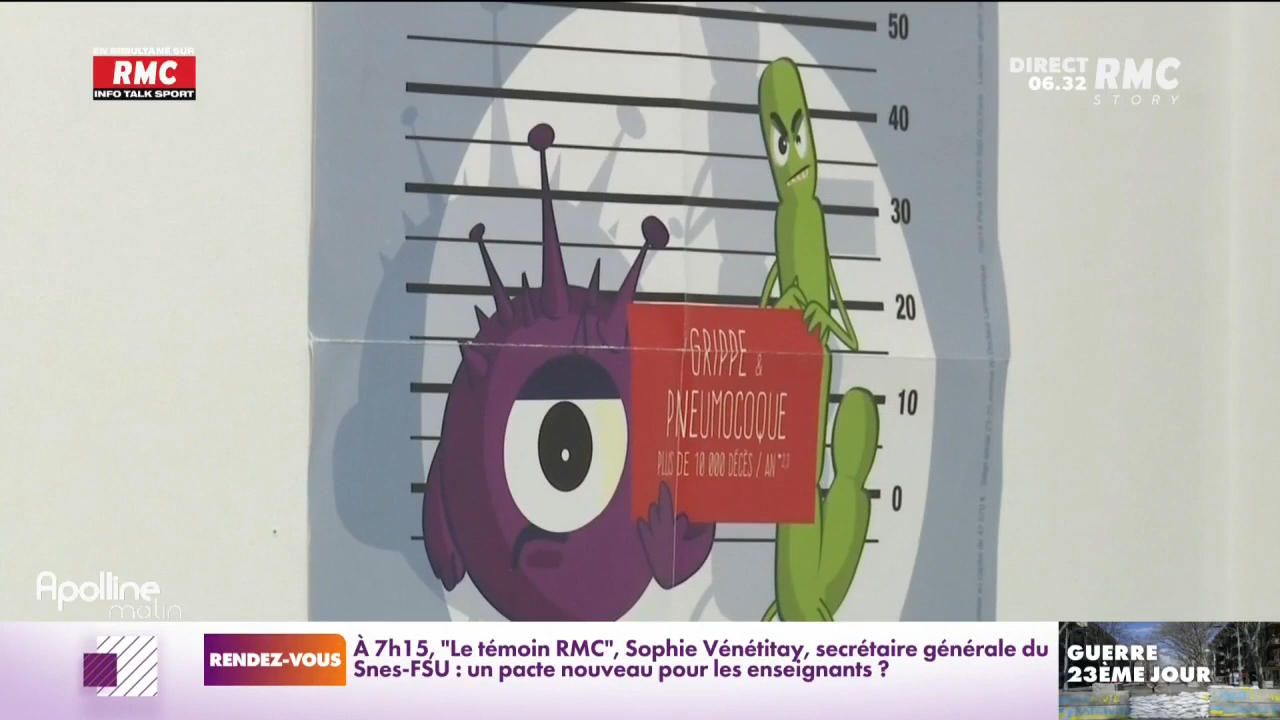 EN SIMULTANÉ SUR
RMC
INFO TALK SPORT
DIRECT
06.32
RMC
STORY
50
40
30
20
10
0
GRIPPE &
PNEUMOCOQUE
PLUS DE 10 000 DÉCÈS / AN
Apolline
matin
RENDEZ-VOUS
À 7h15, "Le témoin RMC", Sophie Vénétitay, secrétaire générale du
Snes-FSU : un pacte nouveau pour les enseignants ?
GUERRE
23ÈME JOUR